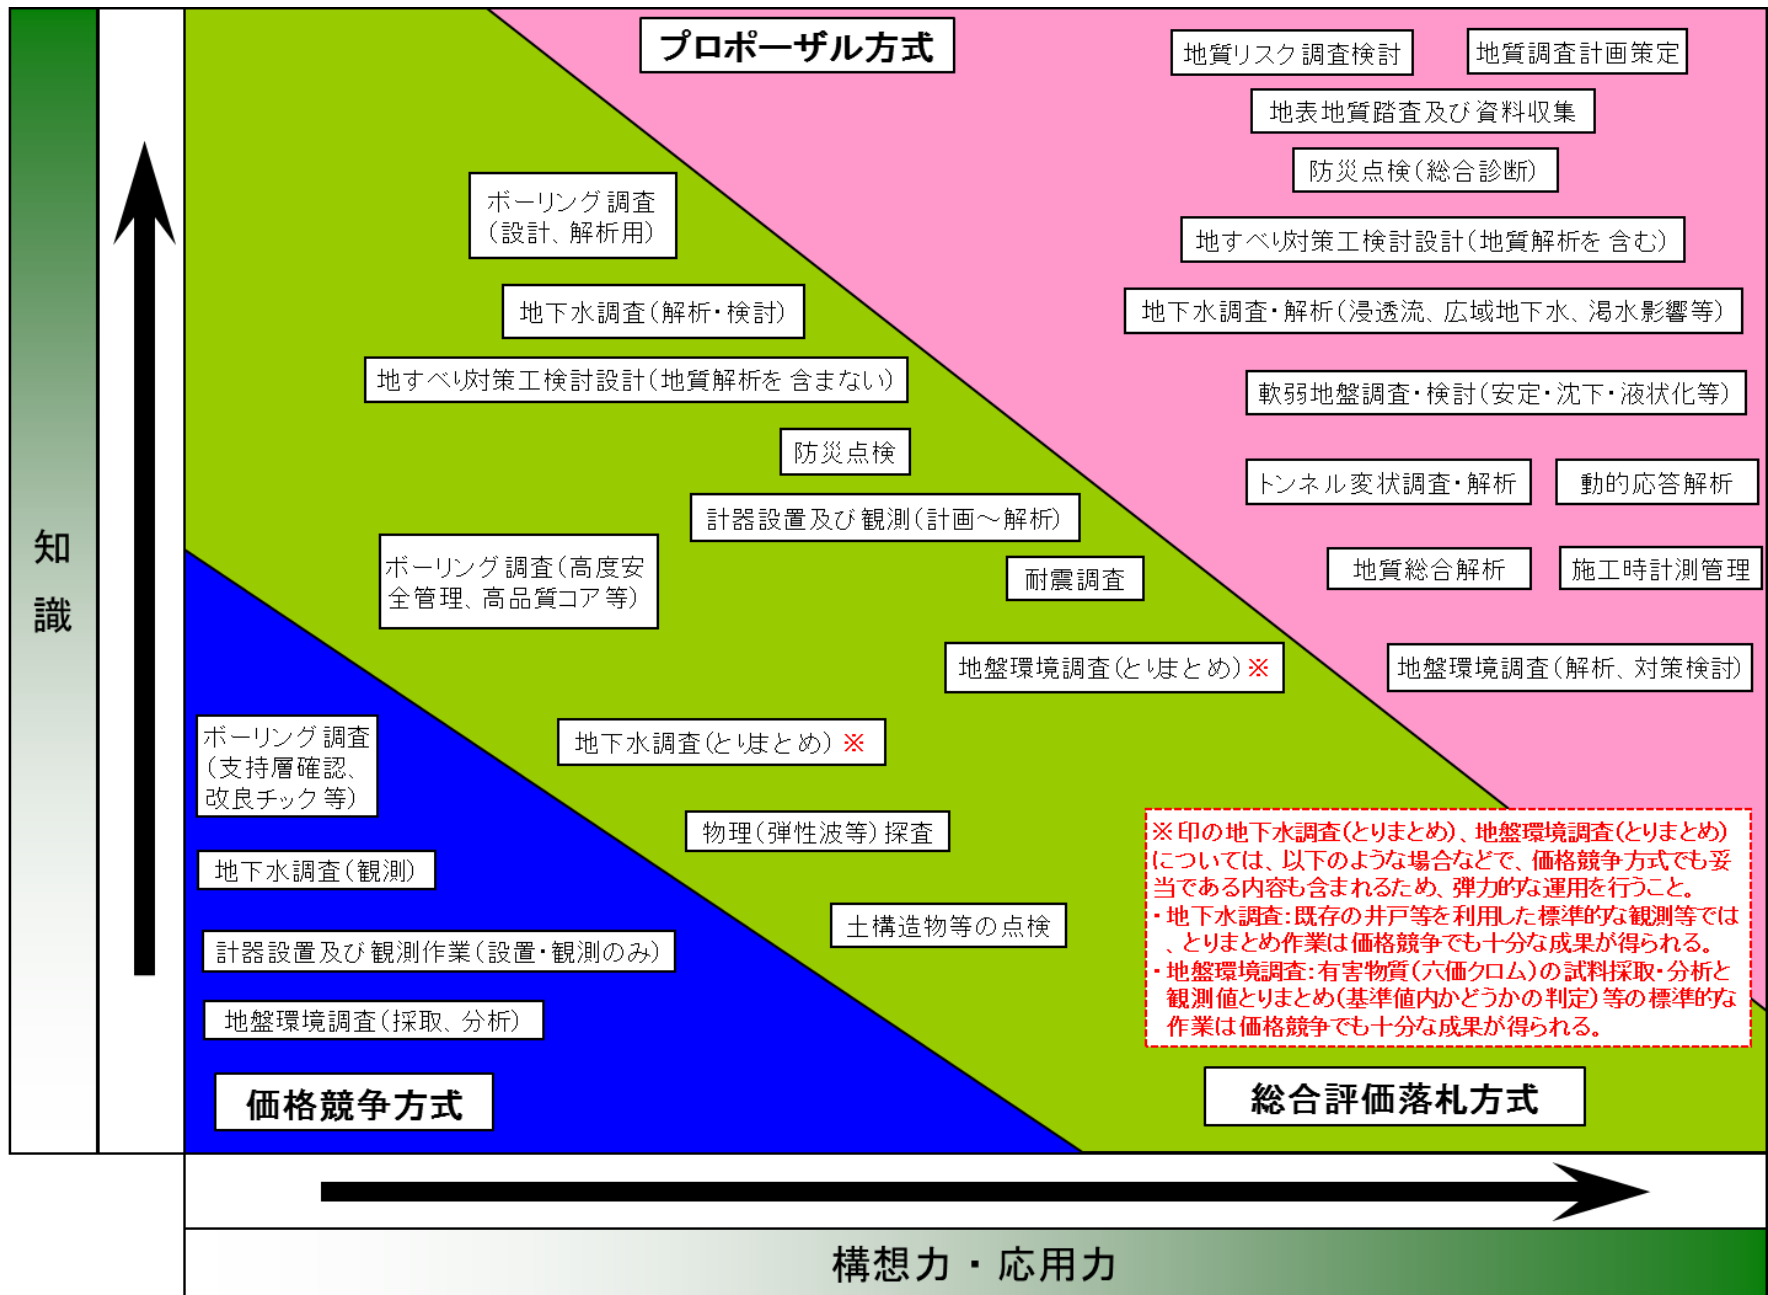 プロポーザル方式
地質リスク調査検討
地質調査計画策定
地表地質踏査及び資料収集
防災点検(総合診断)
地すべり対策工検討設計(地質解析を含む)
地下水調査・解析(浸透流、広域地下水、渇水影響等)
軟弱地盤調査・検討(安定・沈下・液状化等)
トンネル変状調査・解析
動的応答解析
地質総合解析
施工時計測管理
地盤環境調査(解析、対策検討)
ボーリング調査
(設計、解析用)
地下水調査(解析・検討)
地すべり対策工検討設計(地質解析を含まない)
防災点検
計器設置及び観測(計画～解析)
ボーリング調査(高度安
全管理、高品質コア等)
耐震調査
地盤環境調査(とりまとめ)※
地下水調査(とりまとめ)※
物理(弾性波等)探査
土構造物等の点検
※印の地下水調査(とりまとめ)、地盤環境調査(とりまとめ)
については、以下のような場合などで、価格競争方式でも妥
当である内容も含まれるため、弾力的な運用を行うこと。
・地下水調査:既存の井戸等を利用した標準的な観測等では
、とりまとめ作業は価格競争でも十分な成果が得られる。
・地盤環境調査:有害物質(六価クロム)の試料採取・分析と
観測値とりまとめ(基準値内かどうかの判定)等の標準的な
作業は価格競争でも十分な成果が得られる。
総合評価落札方式
ボーリング調査
(支持層確認、
改良チック等)
地下水調査(観測)
計器設置及び観測作業(設置・観測のみ)
地盤環境調査(採取、分析)
価格競争方式
知
識
構想力・応用力